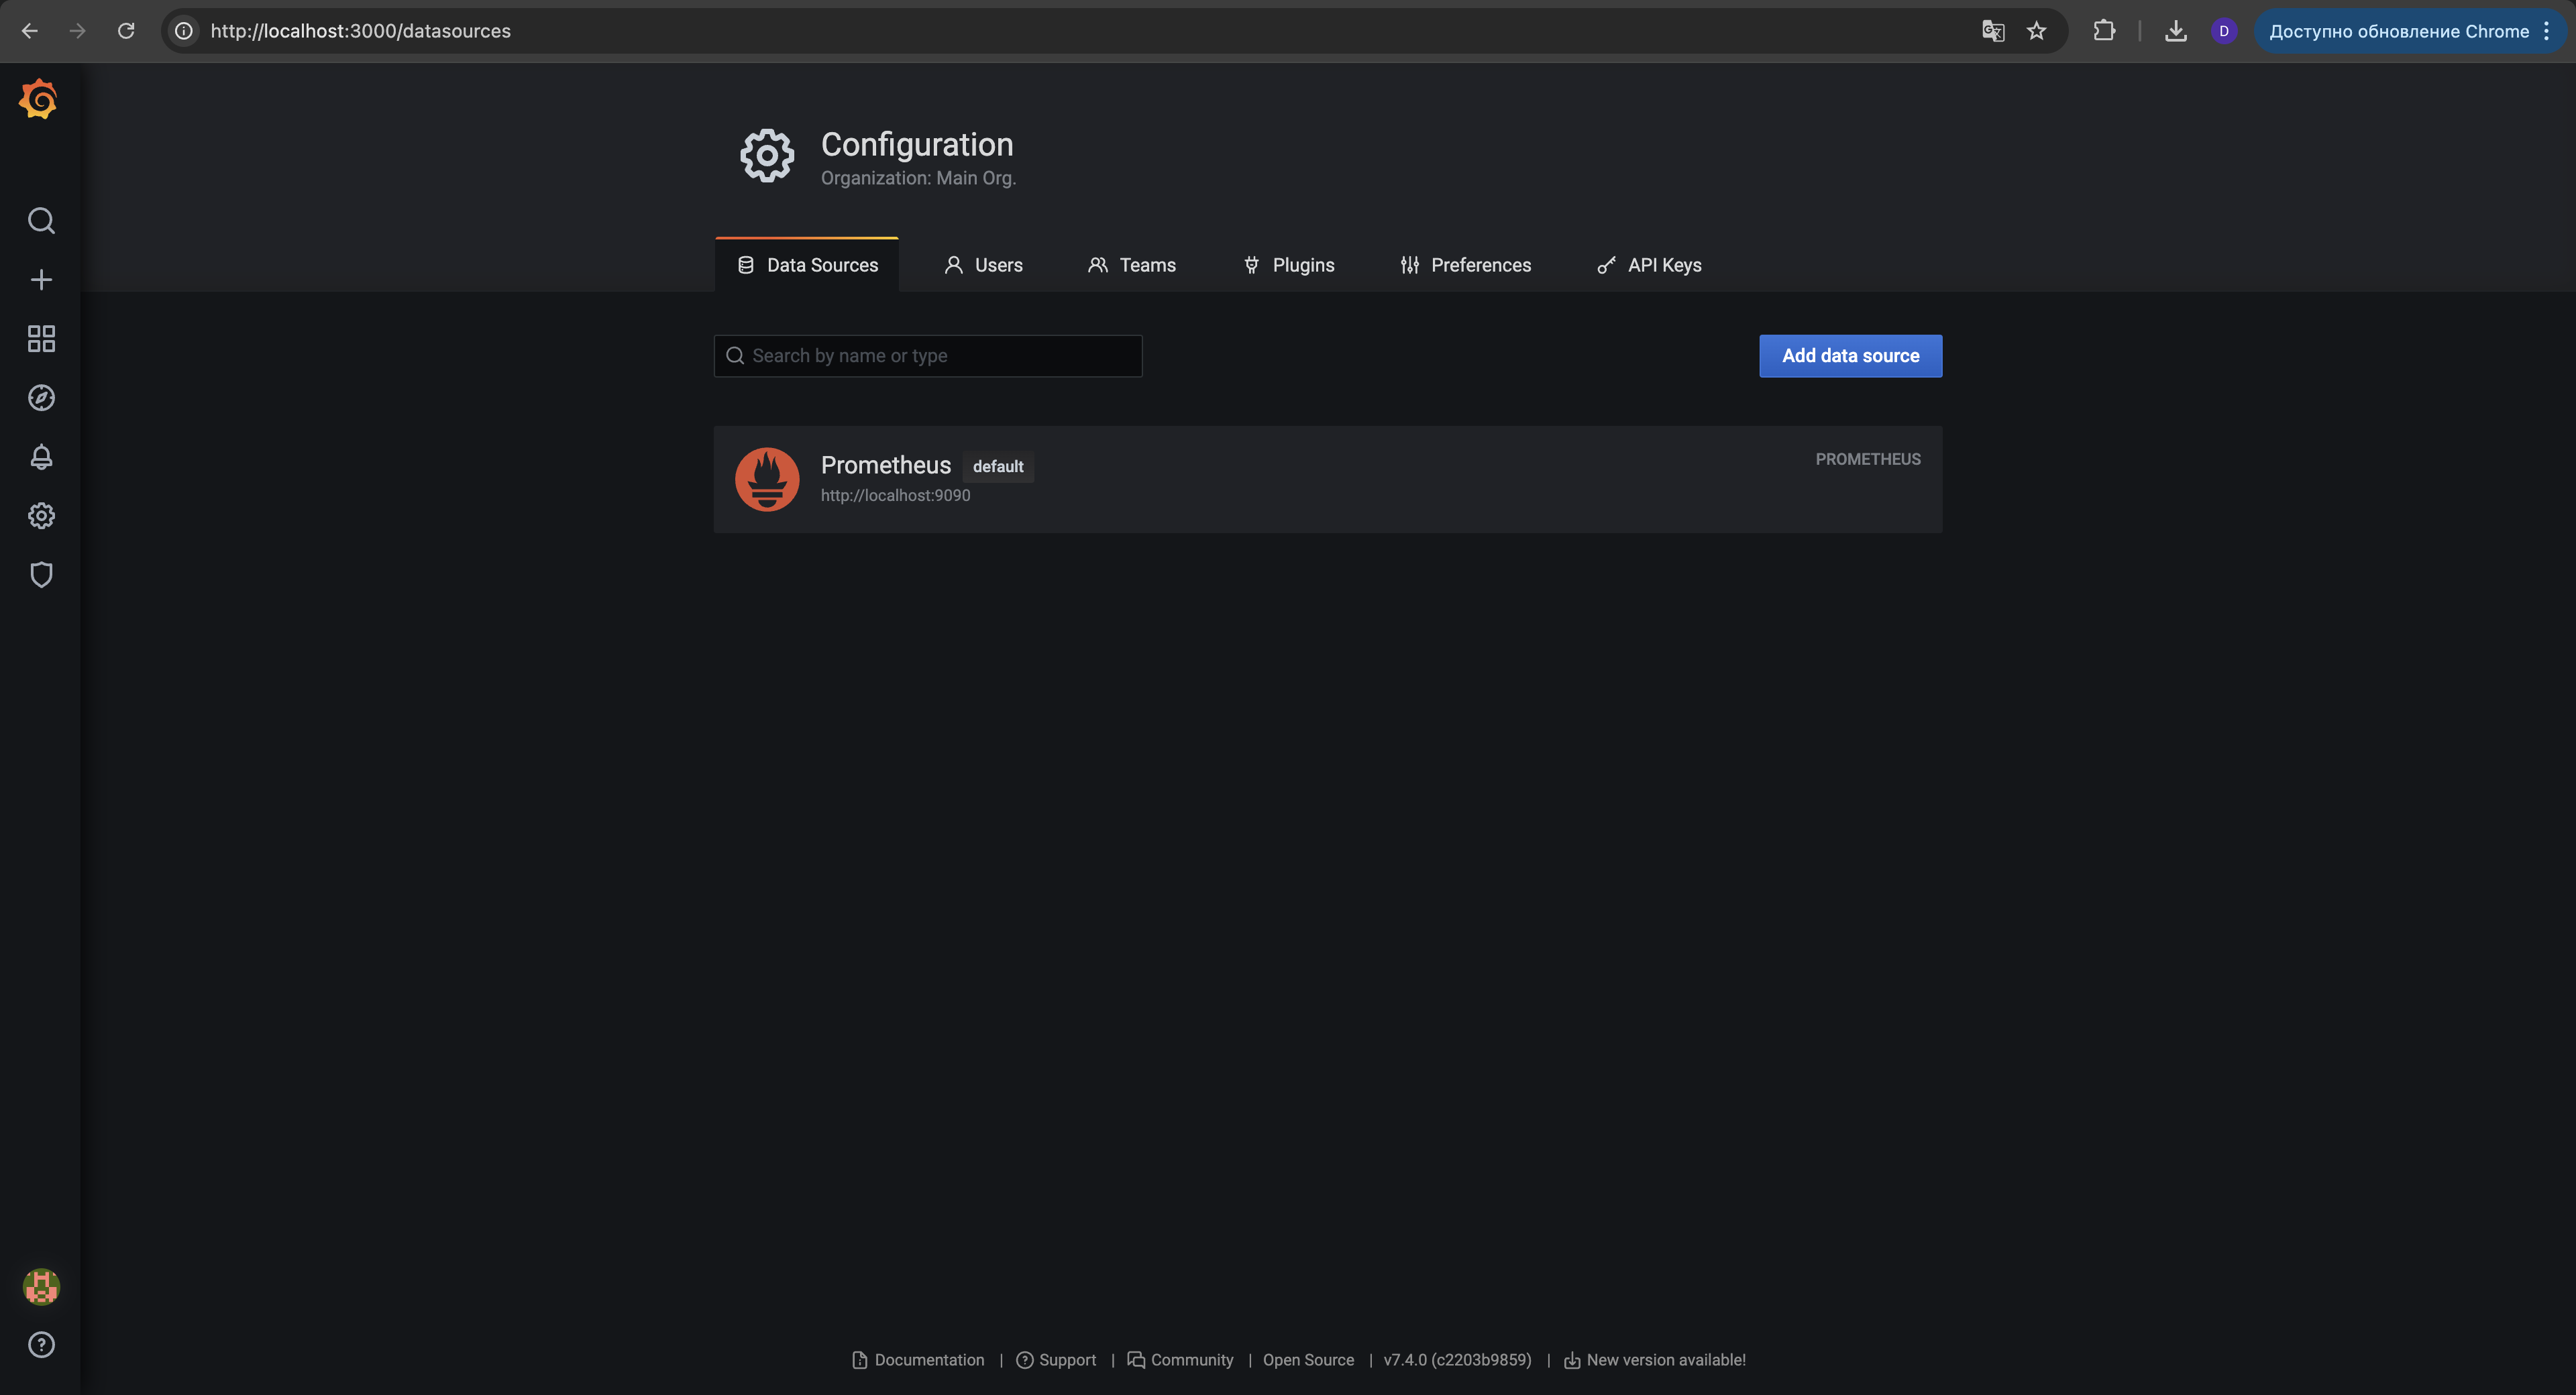 http://localhost:3000/datasources
D
Доступно обновление Chrome
Configuration
Organization: Main Org.
Data Sources
Users
Teams
Plugins
Preferences
API Keys
Search by name or type
Add data source
Prometheus
default
PROMETHEUS
http://localhost:9090
Documentation | Support | Community | Open Source | v7.4.0 (c2203b9859) | New version available!